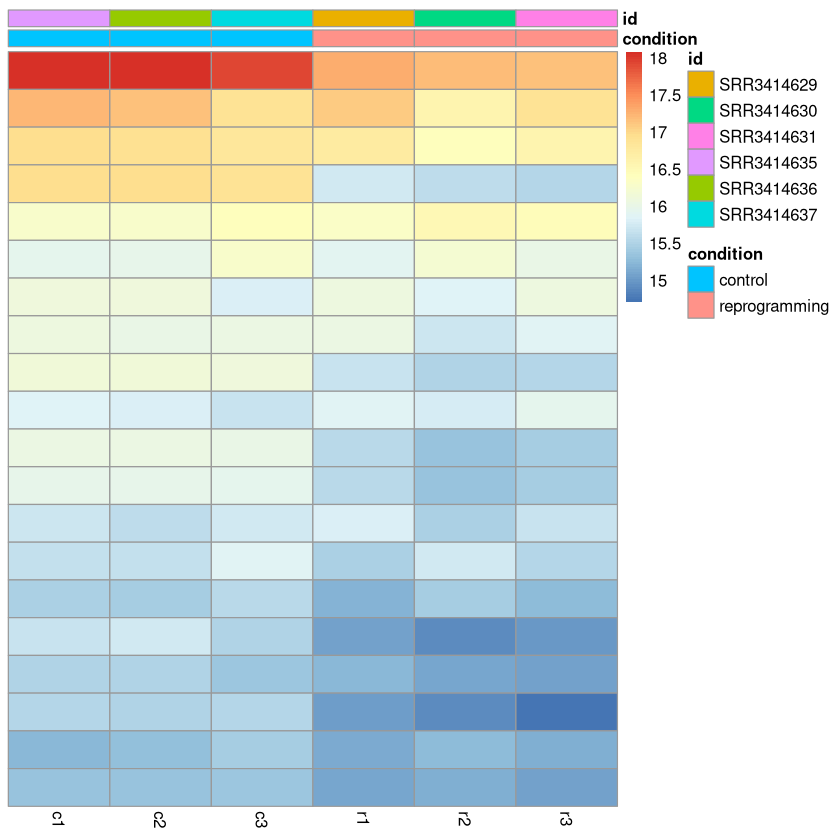 id
condition
18
17.5
17
16.5
16
15.5
15
id
SRR3414629
SRR3414630
SRR3414631
SRR3414635
SRR3414636
SRR3414637
condition
control
reprogramming
c1
c2
c3
r1
r2
r3